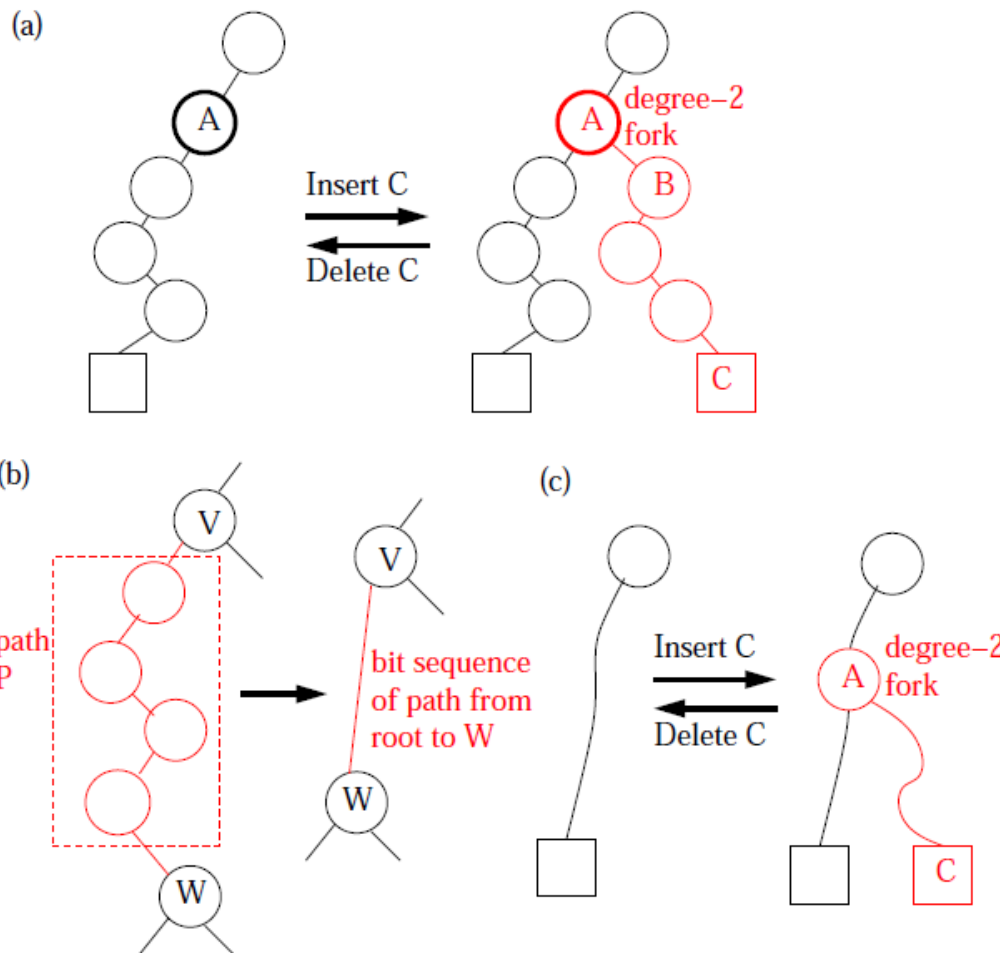 (a)
A
Insert C
Delete C
A
degree-2
fork
B
C
(b)
V
path
P
W
V
bit sequence
of path from
root to W
W
(c)
Insert C
Delete C
A
degree-2
fork
C